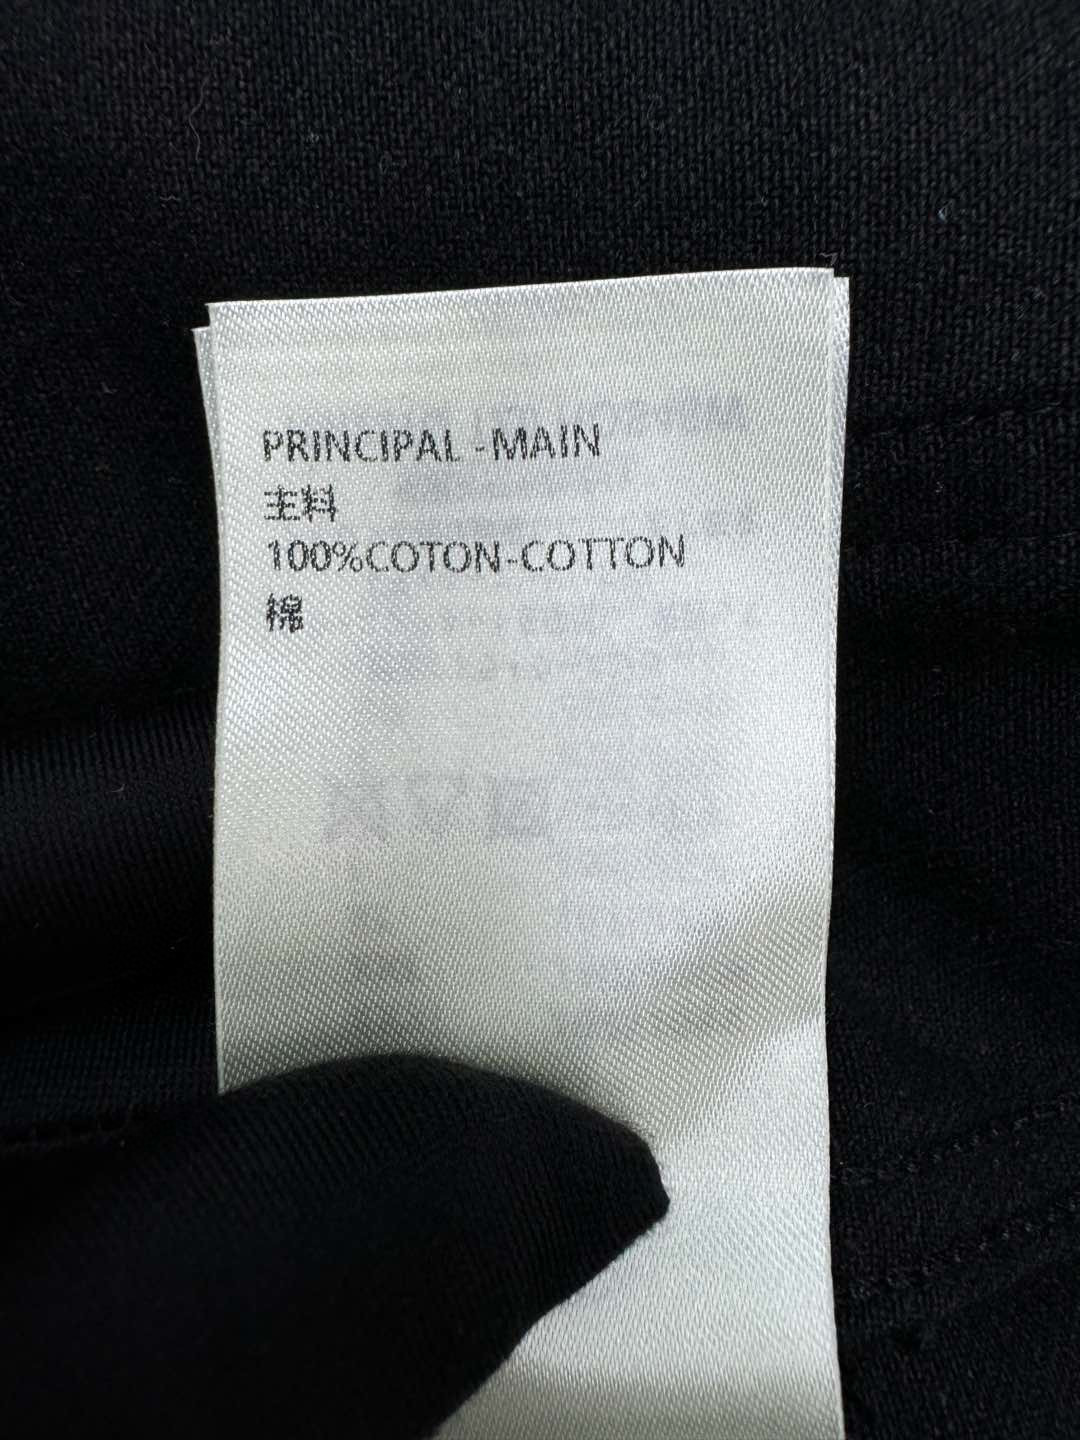 PRINCIPAL -MAIN
主料
100%COTON-COTTON
棉